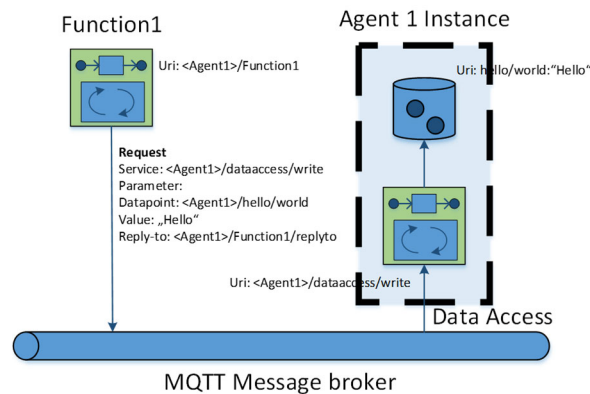 Function1
Agent 1 Instance
Uri: <Agent1>/Function1
Uri: hello/world:“Hello“
Request
Service: <Agent1>/dataaccess/write
Parameter:
Datapoint: <Agent1>/hello/world
Value: „Hello“
Reply-to: <Agent1>/Function1/replyto
Uri: <Agent1>/dataaccess/write
Data Access
MQTT Message broker